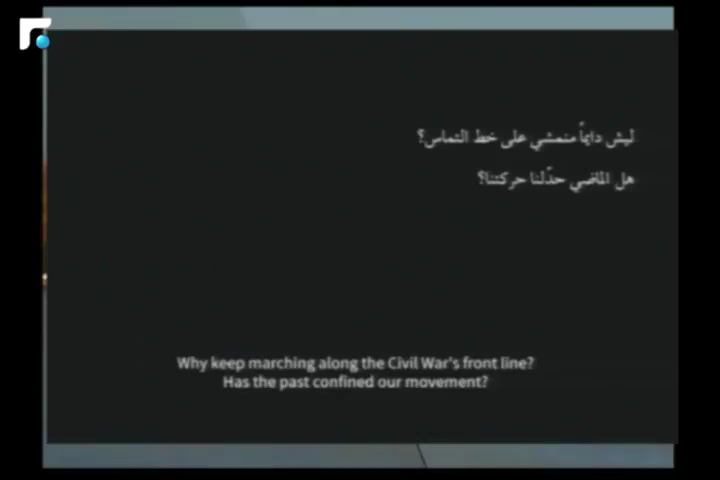 ليش دايماً منمشي على خط التماس؟
هل الماضي حدّلنا حركتنا؟
Why keep marching along the Civil War's front line?
Has the past confined our movement?